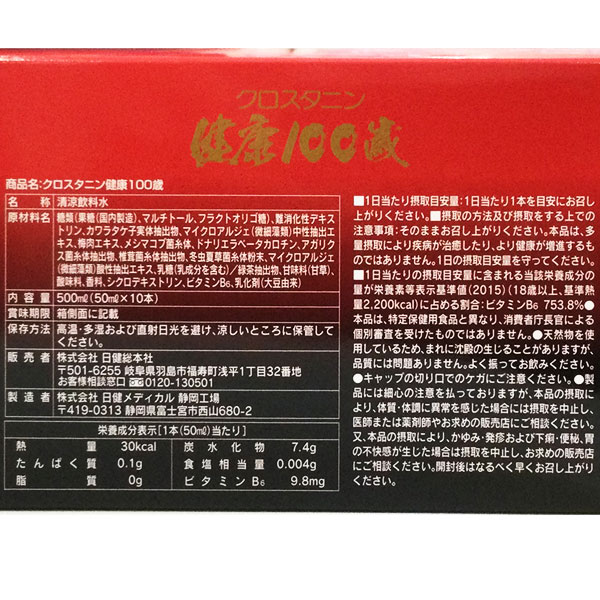 クロスタニン
健康100歳
商品名:クロスタニン健康100歳
名称 清涼飲料水
原材料名 糖類(果糖(国内製造)、マルチトール、フラクトオリゴ糖)、難消化性デキス
トリン、カワラタケ子実体抽出物、マイクロアルジェ(微細藻類)中性抽出エ
キス、梅肉エキス、メシマコブ菌糸体、ドナリエラベータカロチン、アガリク
ス菌糸体抽出物、椎茸菌糸体抽出物、冬虫夏草菌糸体粉末、マイクロアルジェ
(微細藻類)酸性抽出エキス、乳糖(乳成分を含む)/緑茶抽出物、甘味料(甘草)、
酸味料、香料、シクロデキストリン、ビタミンB6、乳化剤(大豆由来)
内容量 500mℓ(50mℓ×10本)
賞味期限 箱側面に記載
保存方法 高温・多湿および直射日光を避け、涼しいところに保管して
ください。
販売者 株式会社 日健総本社
〒501-6255 岐阜県羽島市福寿町浅平1丁目32番地
お客様相談窓口 0120-130501
製造者 株式会社 日健メディカル 静岡工場
〒419-0313 静岡県富士宮市西山680-2
栄養成分表示[1本(50mℓ)当たり]
熱量 30kcal 炭水化物 7.4g
たんぱく質 0.1g 食塩相当量 0.004g
脂質 0g ビタミンB6 9.8mg
■1日当たり摂取目安量:1日当たり1本を目安にお召し
上がりください。■摂取の方法及び摂取をする上での
注意事項:そのままお召し上がりください。本品は、多
量摂取により疾病が治癒したり、より健康が増進するも
のではありません。1日の摂取目安量を守ってください。
■1日当たりの摂取目安量に含まれる当該栄養成分の
量が栄養素等表示基準値(2015)(18歳以上、基準熱
量2,200kcal)に占める割合:ビタミンB6 753.8%●
本品は、特定保健用食品と異なり、消費者庁長官による
個別審査を受けたものではありません。●天然物を使
用しているため、まれに沈殿の生じることがありますが、
品質には問題ありません。よく振ってお飲みください。
●キャップの切り口でのケガにご注意ください。●製
品には細心の注意を払っておりますが、本品の摂取によ
り、体質・体調に異常を感じた場合には摂取を中止し、
医師または薬剤師やお求めの販売店にご相談ください。
又、本品の摂取により、かゆみ・発疹および下痢・便秘、胃
の不快感が生じた場合は摂取を中止し、お求めの販売店
にご相談ください。開封後はなるべく早くお召し上がりく
ださい。